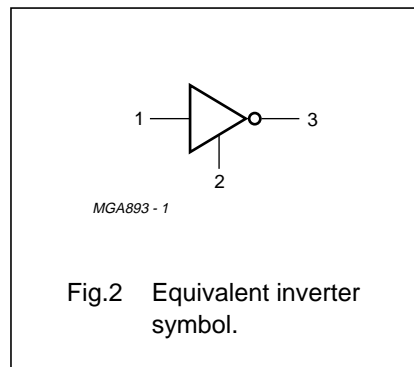 1
3
2
MGA893 - 1
Fig.2 Equivalent inverter
symbol.